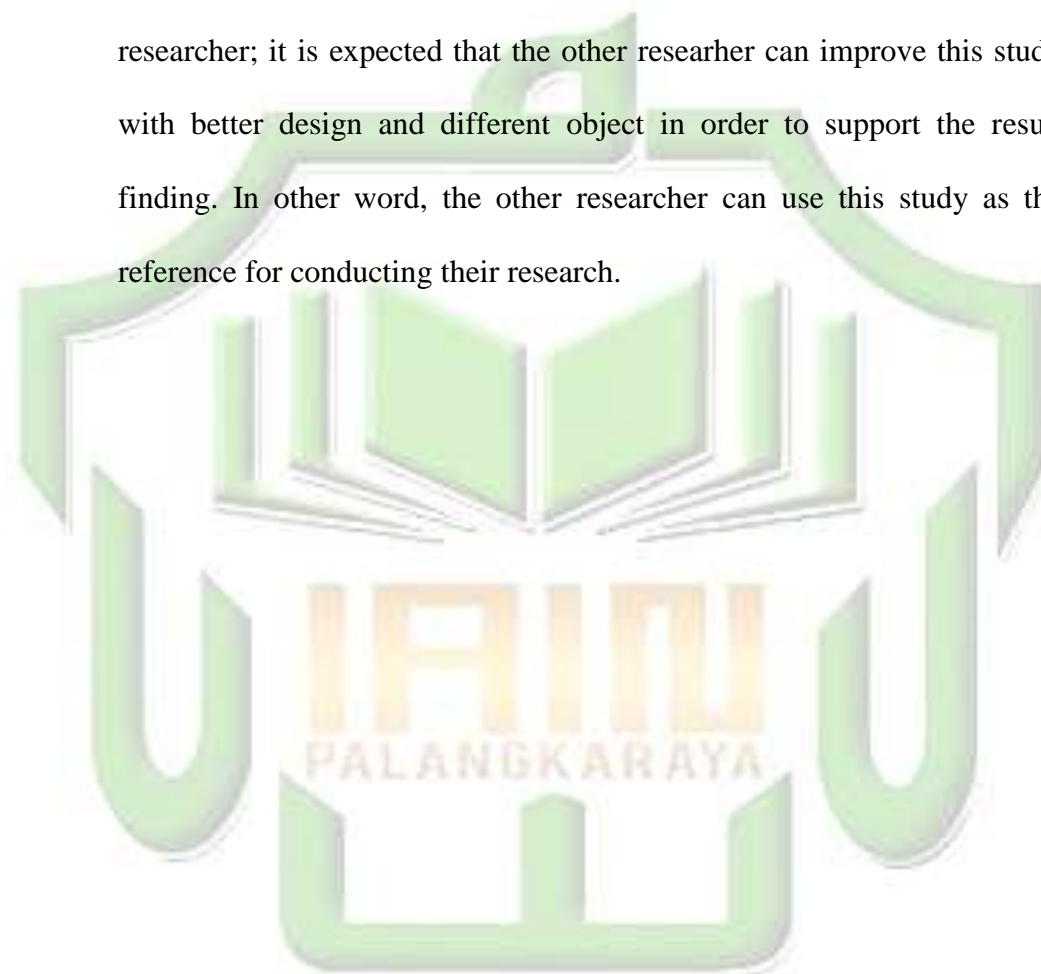 researcher; it is expected that the other researher can improve this stud
with better design and different object in order to support the resu
finding. In other word, the other researcher can use this study as th
reference for conducting their research.
IAIN
PALANGKARAYA